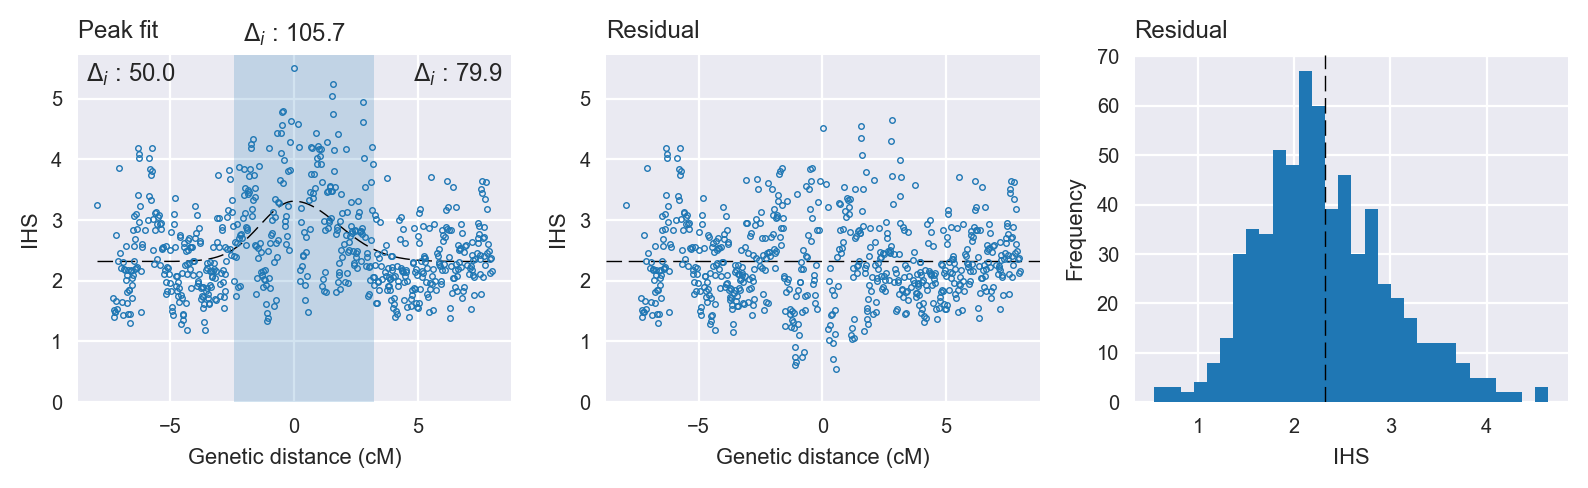 Peak fit
Δi : 105.7
Δi : 50.0
Δi : 79.9
5
4
3
2
1
0
IHS
−5
0
5
Genetic distance (cM)
Residual
5
4
3
2
1
0
IHS
−5
0
5
Genetic distance (cM)
Residual
70
60
50
40
30
20
10
0
Frequency
1
2
3
4
IHS